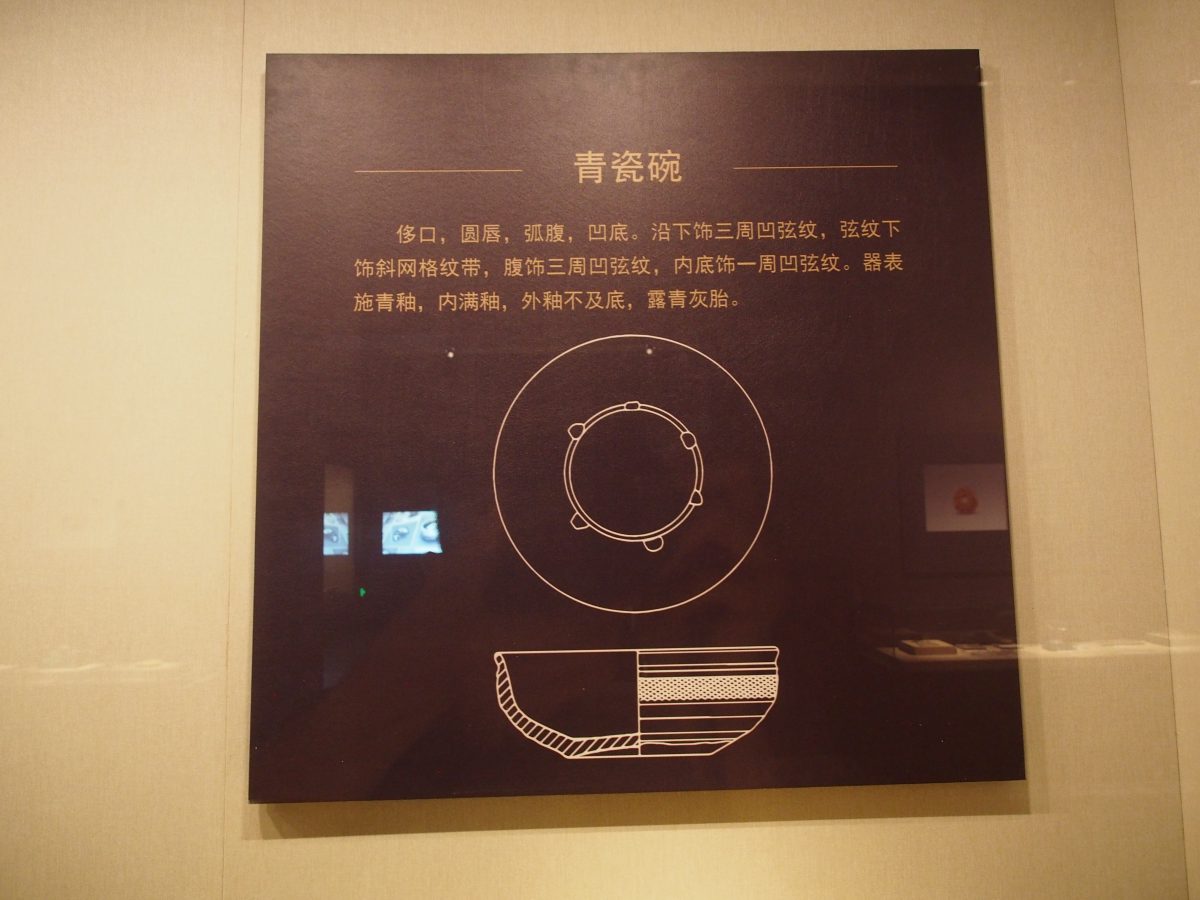 青瓷碗
侈口，圆唇，弧腹，凹底。沿下饰三周凹弦纹，弦纹下
饰斜网格纹带，腹饰三周凹弦纹，内底饰一周凹弦纹。器表
施青釉，内满釉，外釉不及底，露青灰胎。